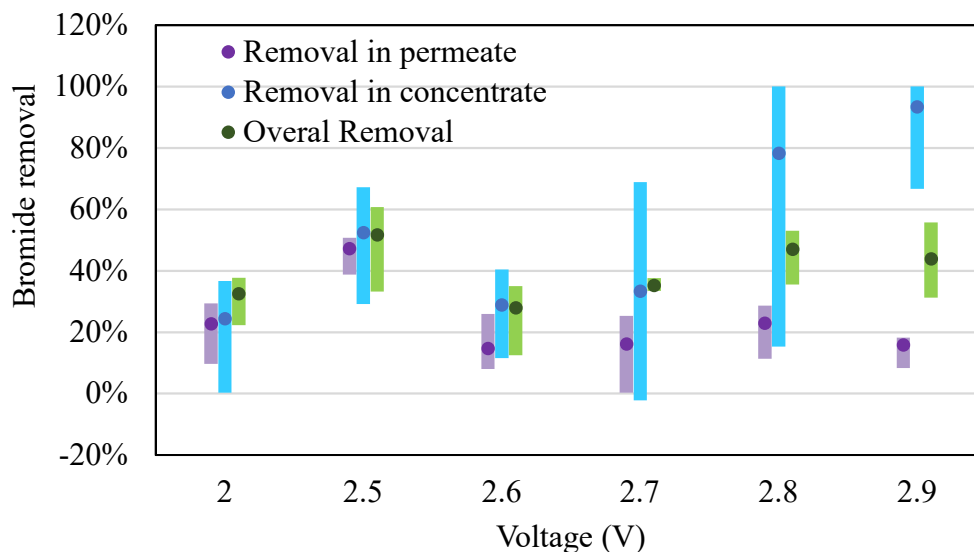 120%
100%
80%
60%
40%
20%
0%
-20%
Bromide removal
Removal in permeate
Removal in concentrate
Overal Removal
2 2.5 2.6 2.7 2.8 2.9
Voltage (V)